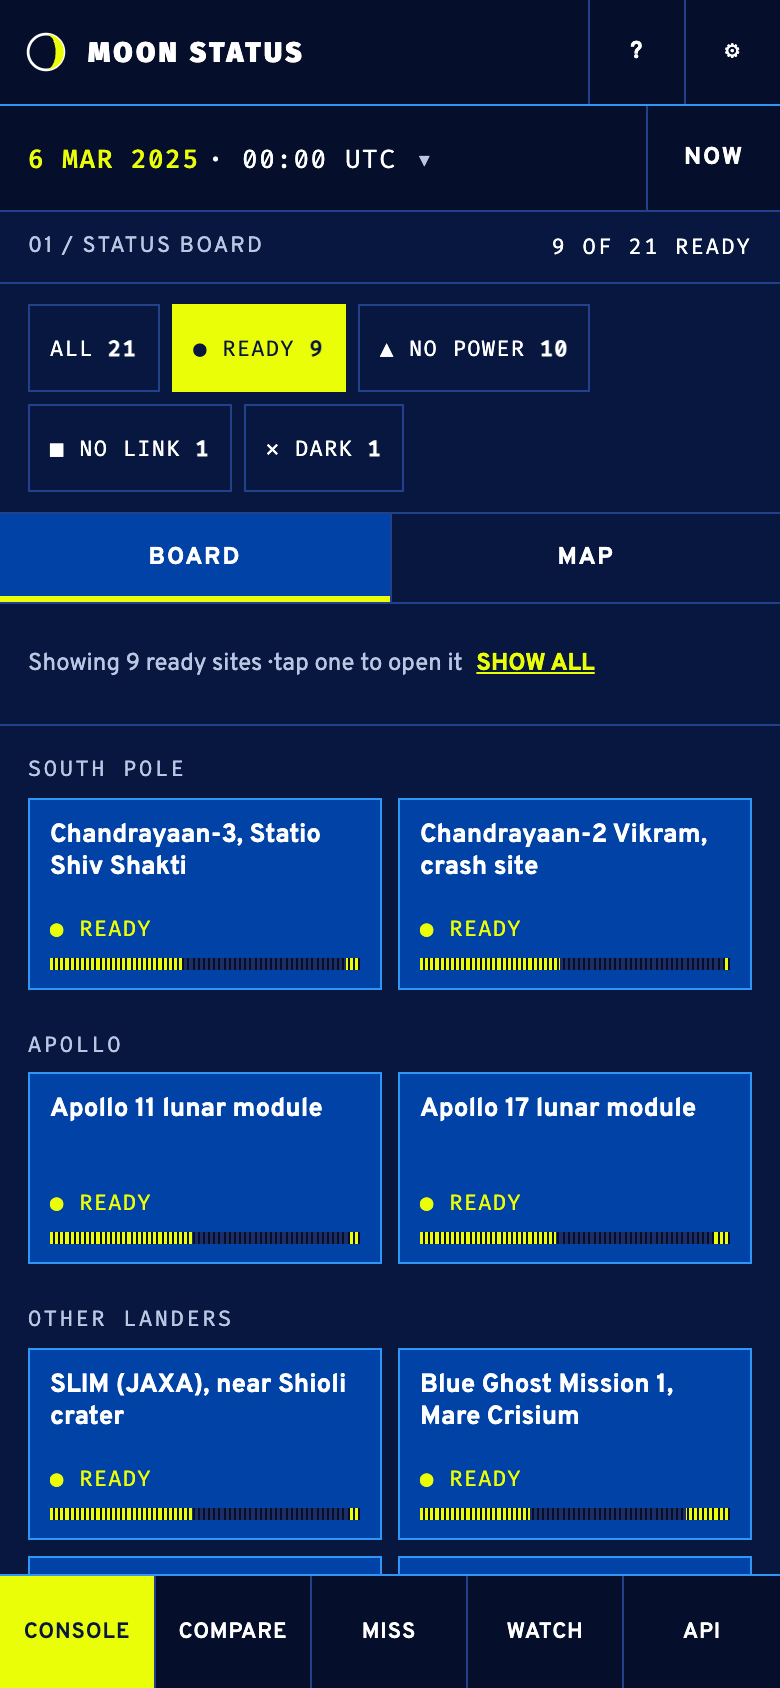 MOON STATUS
?
⚙
6 MAR 2025 · 00:00 UTC ▼
NOW
01 / STATUS BOARD
9 OF 21 READY
ALL 21
● READY 9
▲ NO POWER 10
■ NO LINK 1
× DARK 1
BOARD
MAP
Showing 9 ready sites ·tap one to open it SHOW ALL
SOUTH POLE
Chandrayaan-3, Statio
Shiv Shakti
● READY
Chandrayaan-2 Vikram,
crash site
● READY
APOLLO
Apollo 11 lunar module
● READY
Apollo 17 lunar module
● READY
OTHER LANDERS
SLIM (JAXA), near Shioli
crater
● READY
Blue Ghost Mission 1,
Mare Crisium
● READY
CONSOLE
COMPARE
MISS
WATCH
API